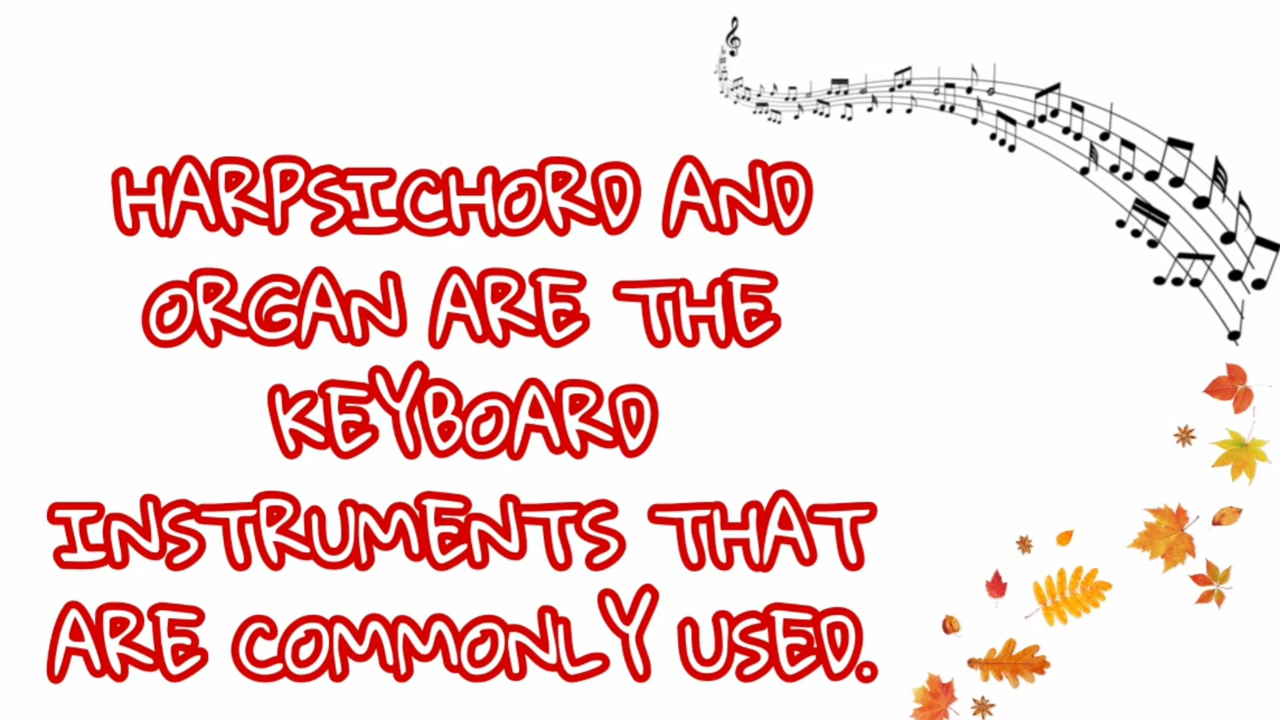 HARPSICHORD AND
ORGAN ARE THE
KEYBOARD
INSTRUMENTS THAT
ARE COMMONLY USED.